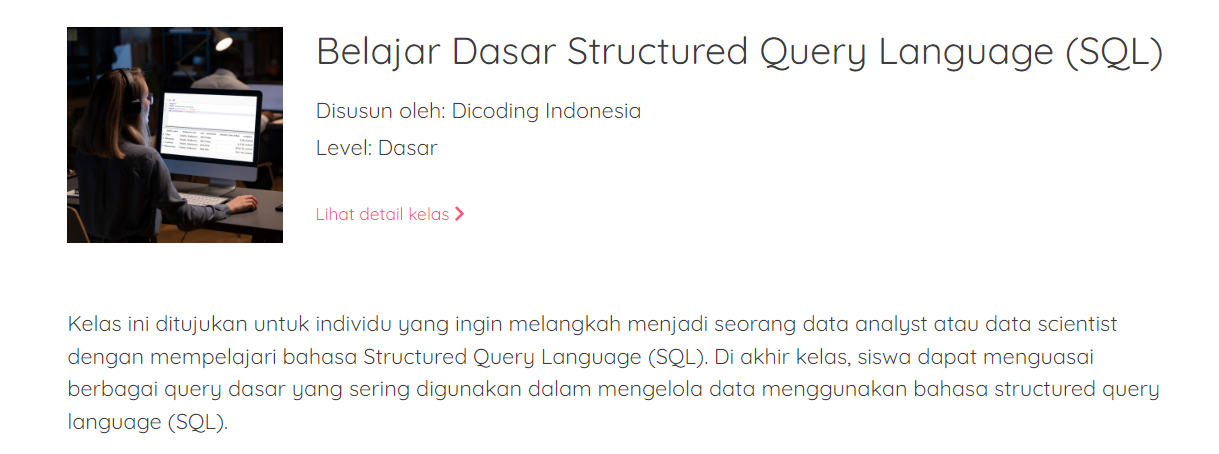 Belajar Dasar Structured Query Language (SQL)
Disusun oleh: Dicoding Indonesia
Level: Dasar
Lihat detail kelas
Kelas ini ditujukan untuk individu yang ingin melangkah menjadi seorang data analyst atau data scientist
dengan mempelajari bahasa Structured Query Language (SQL). Di akhir kelas, siswa dapat menguasai
berbagai query dasar yang sering digunakan dalam mengelola data menggunakan bahasa structured query
language (SQL).